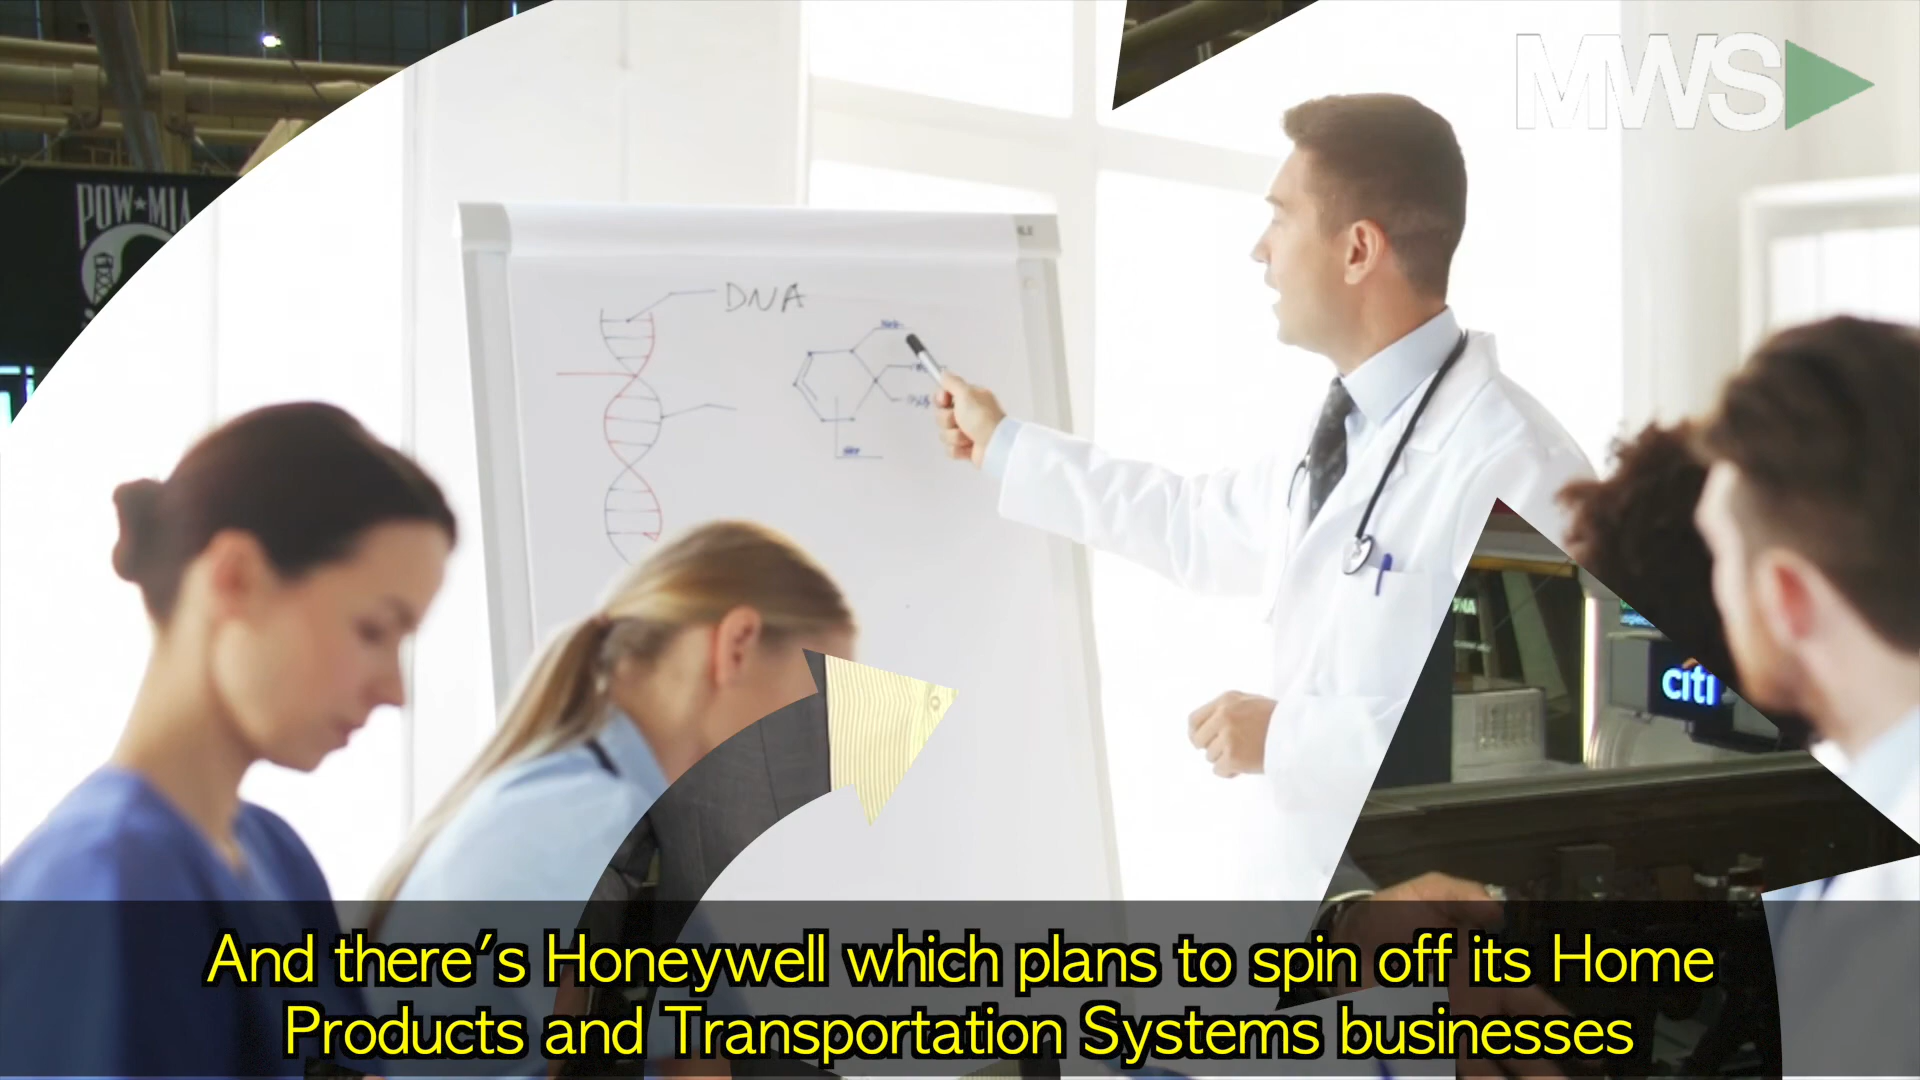 MWS
POW★MIA
DNA
citi
And there's Honeywell which plans to spin off its Home
Products and Transportation Systems businesses